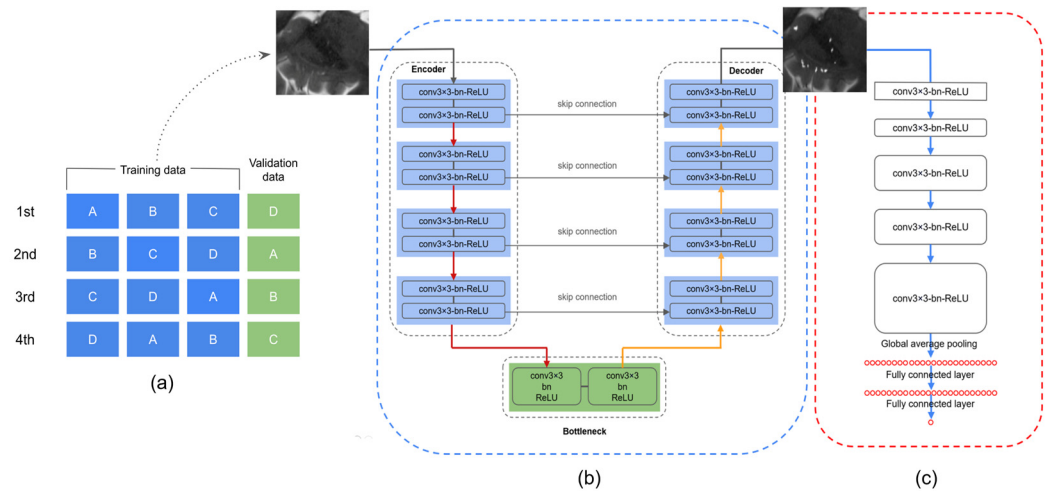 Training data
Validation
data
1st
A
B
C
D
2nd
B
C
D
A
3rd
C
D
A
B
4th
D
A
B
C
(a)
Encoder
conv3×3-bn-ReLU
conv3×3-bn-ReLU
conv3×3-bn-ReLU
conv3×3-bn-ReLU
conv3×3-bn-ReLU
conv3×3-bn-ReLU
conv3×3-bn-ReLU
conv3×3-bn-ReLU
skip connection
skip connection
skip connection
skip connection
Decoder
conv3×3-bn-ReLU
conv3×3-bn-ReLU
conv3×3-bn-ReLU
conv3×3-bn-ReLU
conv3×3-bn-ReLU
conv3×3-bn-ReLU
conv3×3-bn-ReLU
conv3×3-bn-ReLU
conv3×3
bn
ReLU
conv3×3
bn
ReLU
Bottleneck
(b)
conv3×3-bn-ReLU
conv3×3-bn-ReLU
conv3×3-bn-ReLU
conv3×3-bn-ReLU
conv3×3-bn-ReLU
Global average pooling
Fully connected layer
Fully connected layer
(c)